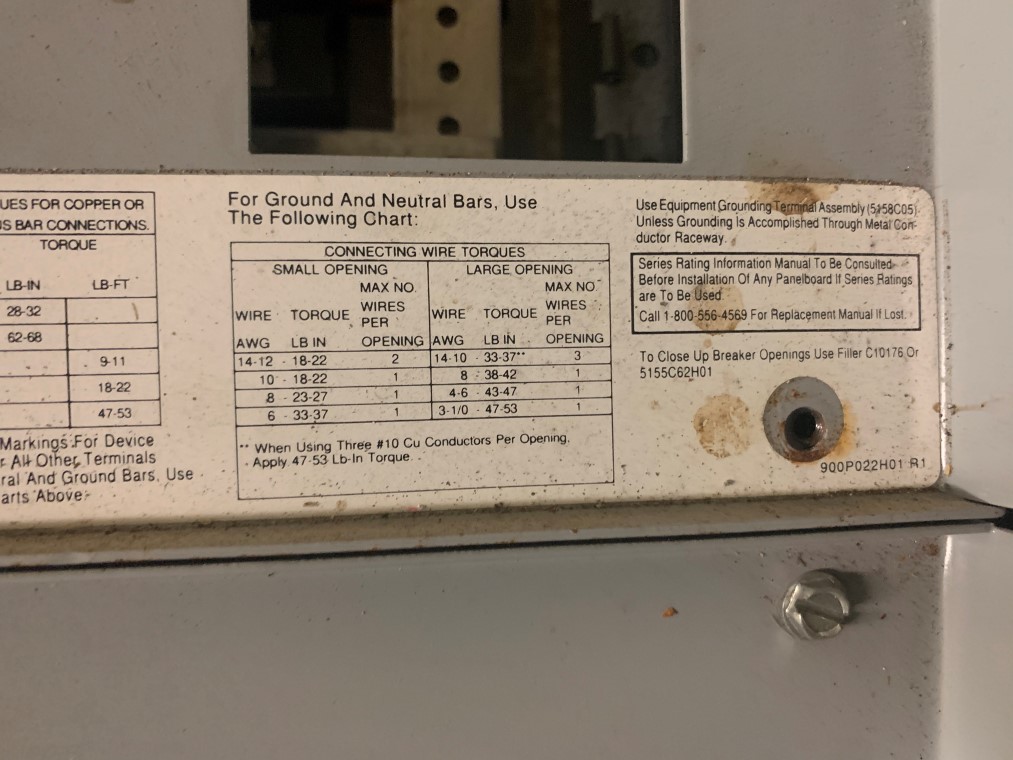 UES FOR COPPER OR
S BAR CONNECTIONS.
TORQUE
LB-IN LB-FT
28-32
62-68
9-11
18-22
47-53
Markings For Device
r All Other Terminals
ral And Ground Bars, Use
arts Above.
For Ground And Neutral Bars, Use
The Following Chart:
CONNECTING WIRE TORQUES
SMALL OPENING LARGE OPENING
MAX NO. MAX NO.
WIRE TORQUE WIRES WIRE TORQUE WIRES
PER PER
AWG LB IN OPENING AWG LB IN OPENING
14-12 18-22 2 14-10 33-37** 3
10 18-22 1 8 38-42 1
8 23-27 1 4-6 43-47 1
6 33-37 1 3-1/0 47-53 1
** When Using Three #10 Cu Conductors Per Opening,
Apply 47-53 Lb-In Torque.
Use Equipment Grounding Terminal Assembly (5158C05)
Unless Grounding is Accomplished Through Metal Con-
ductor Raceway.
Series Rating Information Manual To Be Consulted
Before Installation Of Any Panelboard If Series Ratings
are To Be Used.
Call 1-800-556-4569 For Replacement Manual If Lost.
To Close Up Breaker Openings Use Filler C10176 Or
5155C62H01
900P022H01 R1